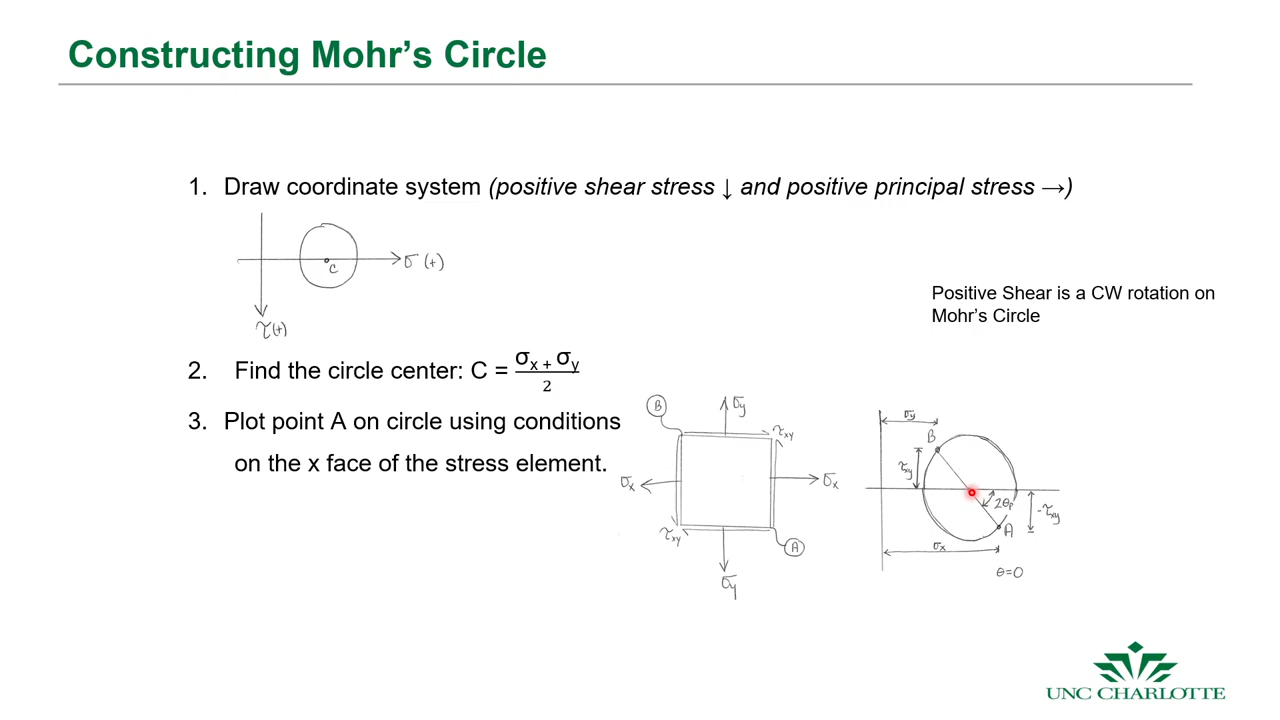 Constructing Mohr's Circle
1. Draw coordinate system (positive shear stress ↓ and positive principal stress →)
C
σ (+)
τ(+)
Positive Shear is a CW rotation on
Mohr's Circle
2. Find the circle center: C = (σx + σy)/2
3. Plot point A on circle using conditions
on the x face of the stress element.
B
σy
τxy
σx
σx
τxy
A
σy
σy
B
τxy
2θp
-τxy
A
σx
θ=0
UNC CHARLOTTE